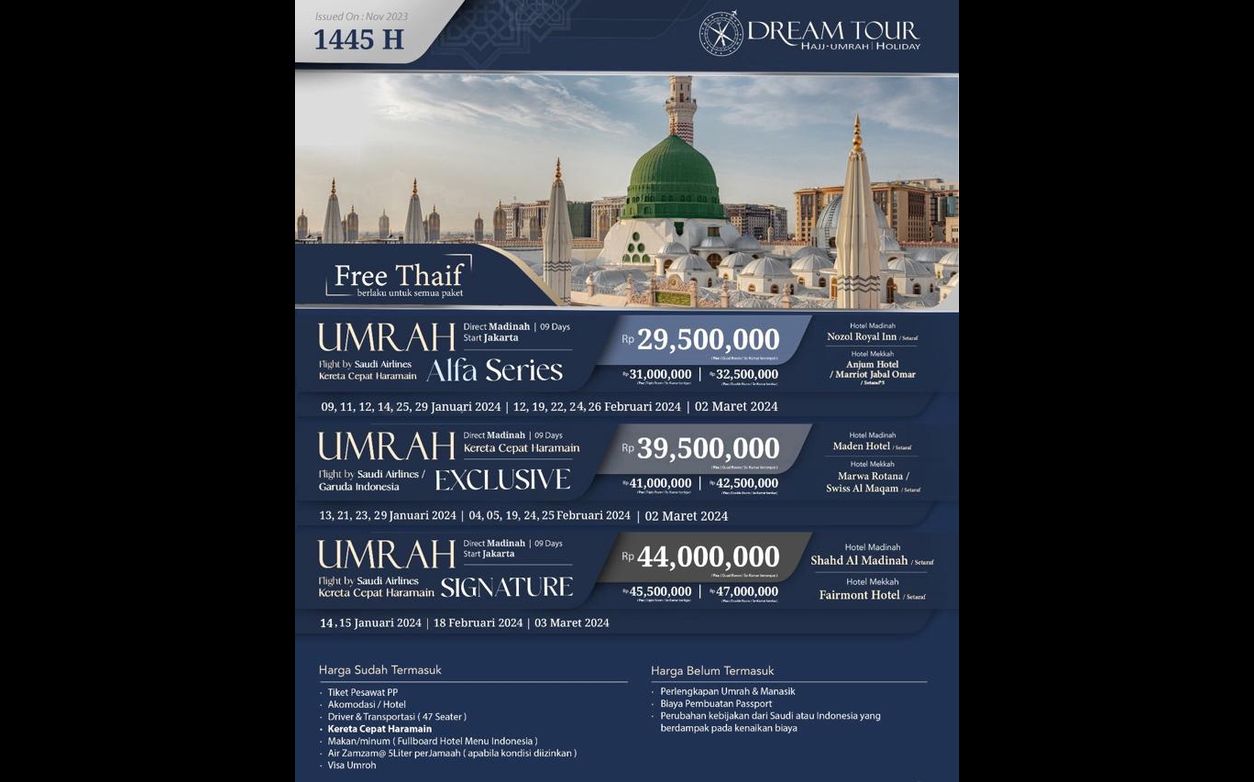 Issued On : Nov 2023
1445 H
DREAM TOUR
HAJJ·UMRAH | HOLIDAY
Free Thaif
berlaku untuk semua paket
UMRAH
Direct Madinah | 09 Days
Start Jakarta
Flight by Saudi Airlines
Kereta Cepat Haramain
Alfa Series
Rp 29,500,000
Rp 31,000,000 | Rp 32,500,000
Hotel Madinah
Nozol Royal Inn / Setaraf
Hotel Mekkah
Anjum Hotel
/ Marriot Jabal Omar
09, 11, 12, 14, 25, 29 Januari 2024 | 12, 19, 22, 24, 26 Februari 2024 | 02 Maret 2024
UMRAH
Direct Madinah | 09 Days
Kereta Cepat Haramain
Flight by Saudi Airlines /
Garuda Indonesia
EXCLUSIVE
Rp 39,500,000
Rp 41,000,000 | Rp 42,500,000
Hotel Madinah
Maden Hotel / Setaraf
Hotel Mekkah
Marwa Rotana /
Swiss Al Maqam / Setaraf
13, 21, 23, 29 Januari 2024 | 04, 05, 19, 24, 25 Februari 2024 | 02 Maret 2024
UMRAH
Direct Madinah | 09 Days
Start Jakarta
Flight by Saudi Airlines
Kereta Cepat Haramain
SIGNATURE
Rp 44,000,000
Rp 45,500,000 | Rp 47,000,000
Hotel Madinah
Shahd Al Madinah / Setaraf
Hotel Mekkah
Fairmont Hotel / Setaraf
14, 15 Januari 2024 | 18 Februari 2024 | 03 Maret 2024
Harga Sudah Termasuk
· Tiket Pesawat PP
· Akomodasi / Hotel
· Driver & Transportasi ( 47 Seater )
· Kereta Cepat Haramain
· Makan/minum ( Fullboard Hotel Menu Indonesia )
· Air Zamzam@ 5Liter perJamaah ( apabila kondisi diizinkan )
· Visa Umroh
Harga Belum Termasuk
· Perlengkapan Umrah & Manasik
· Biaya Pembuatan Passport
· Perubahan kebijakan dari Saudi atau Indonesia yang
berdampak pada kenaikan biaya